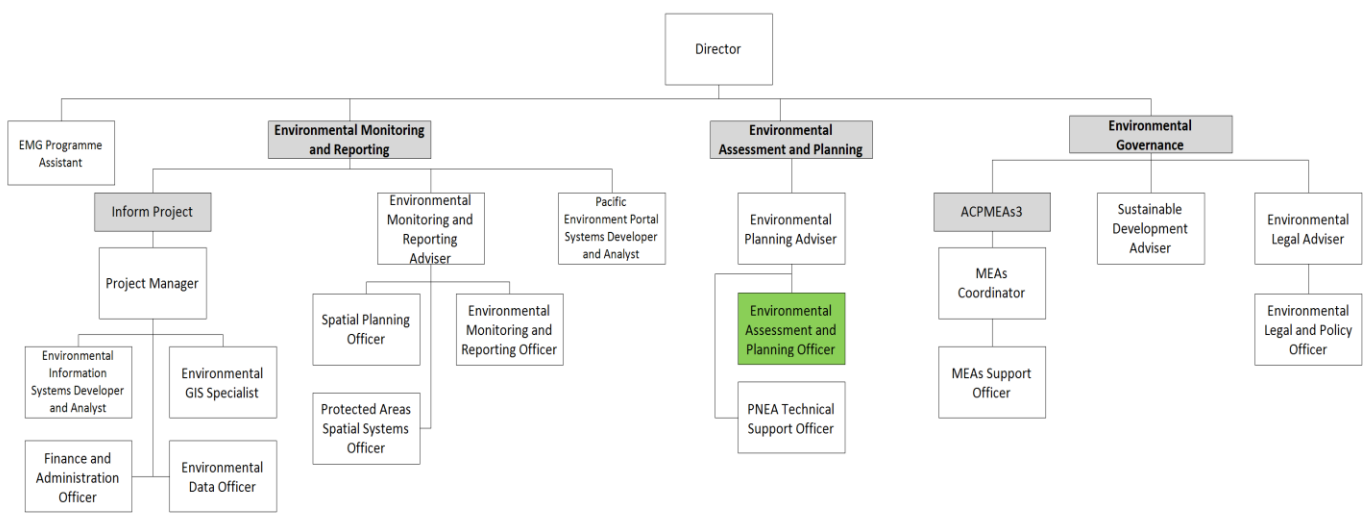 Director
EMG Programme
Assistant
Environmental Monitoring
and Reporting
Environmental
Assessment and Planning
Environmental
Governance
Inform Project
Environmental
Monitoring and
Reporting
Adviser
Pacific
Environment Portal
Systems Developer
and Analyst
Environmental
Planning Adviser
ACPMEAs3
Sustainable
Development
Adviser
Environmental
Legal Adviser
Project Manager
Spatial Planning
Officer
Environmental
Monitoring and
Reporting Officer
Environmental
Assessment and
Planning Officer
MEAs
Coordinator
Environmental
Legal and Policy
Officer
Environmental
Information
Systems Developer
and Analyst
Environmental
GIS Specialist
Protected Areas
Spatial Systems
Officer
PNEA Technical
Support Officer
MEAs Support
Officer
Finance and
Administration
Officer
Environmental
Data Officer